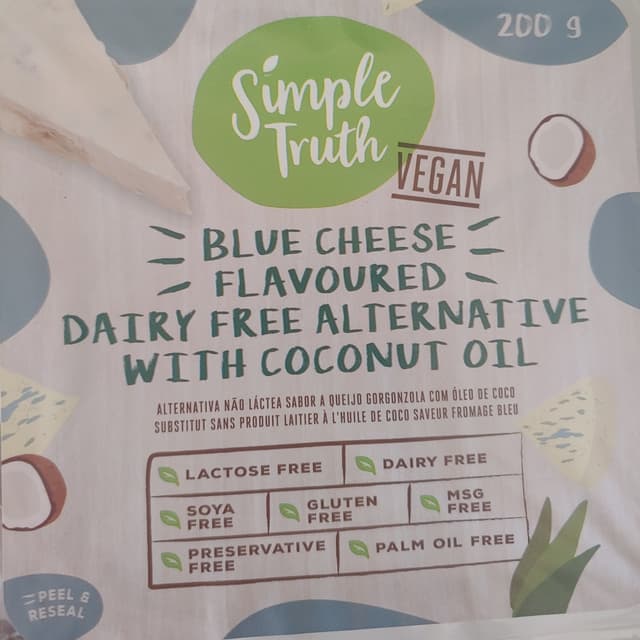 200 g
Simple
Truth
VEGAN
BLUE CHEESE
FLAVOURED
DAIRY FREE ALTERNATIVE
WITH COCONUT OIL
ALTERNATIVA NÃO LÁCTEA SABOR A QUEIJO GORGONZOLA COM ÓLEO DE COCO
SUBSTITUT SANS PRODUIT LAITIER À L'HUILE DE COCO SAVEUR FROMAGE BLEU
LACTOSE FREE
DAIRY FREE
SOYA
FREE
GLUTEN
FREE
MSG
FREE
PRESERVATIVE
FREE
PALM OIL FREE
PEEL &
RESEAL